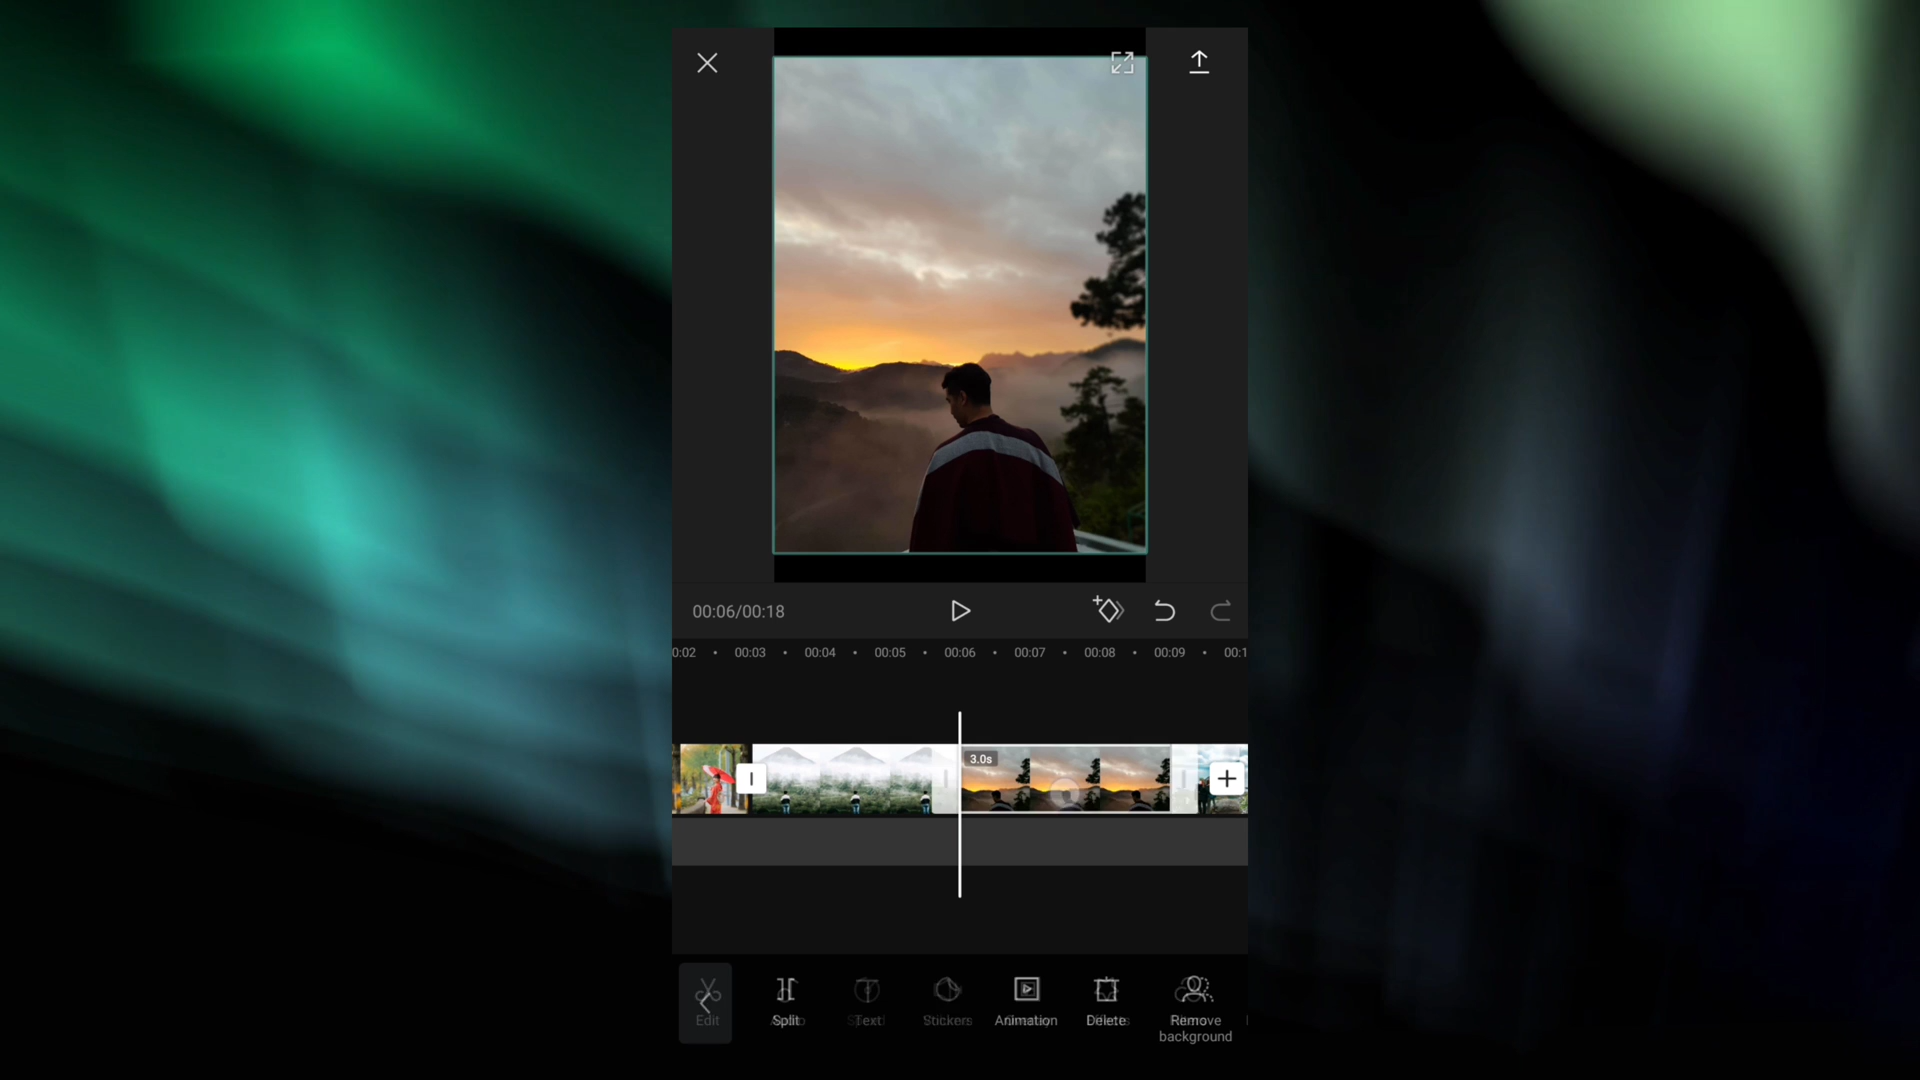 00:06/00:18
0:02 • 00:03 • 00:04 • 00:05 • 00:06 • 00:07 • 00:08 • 00:09 • 00:1
3.0s
Edit Split Text Stickers Animation Delete Remove
background